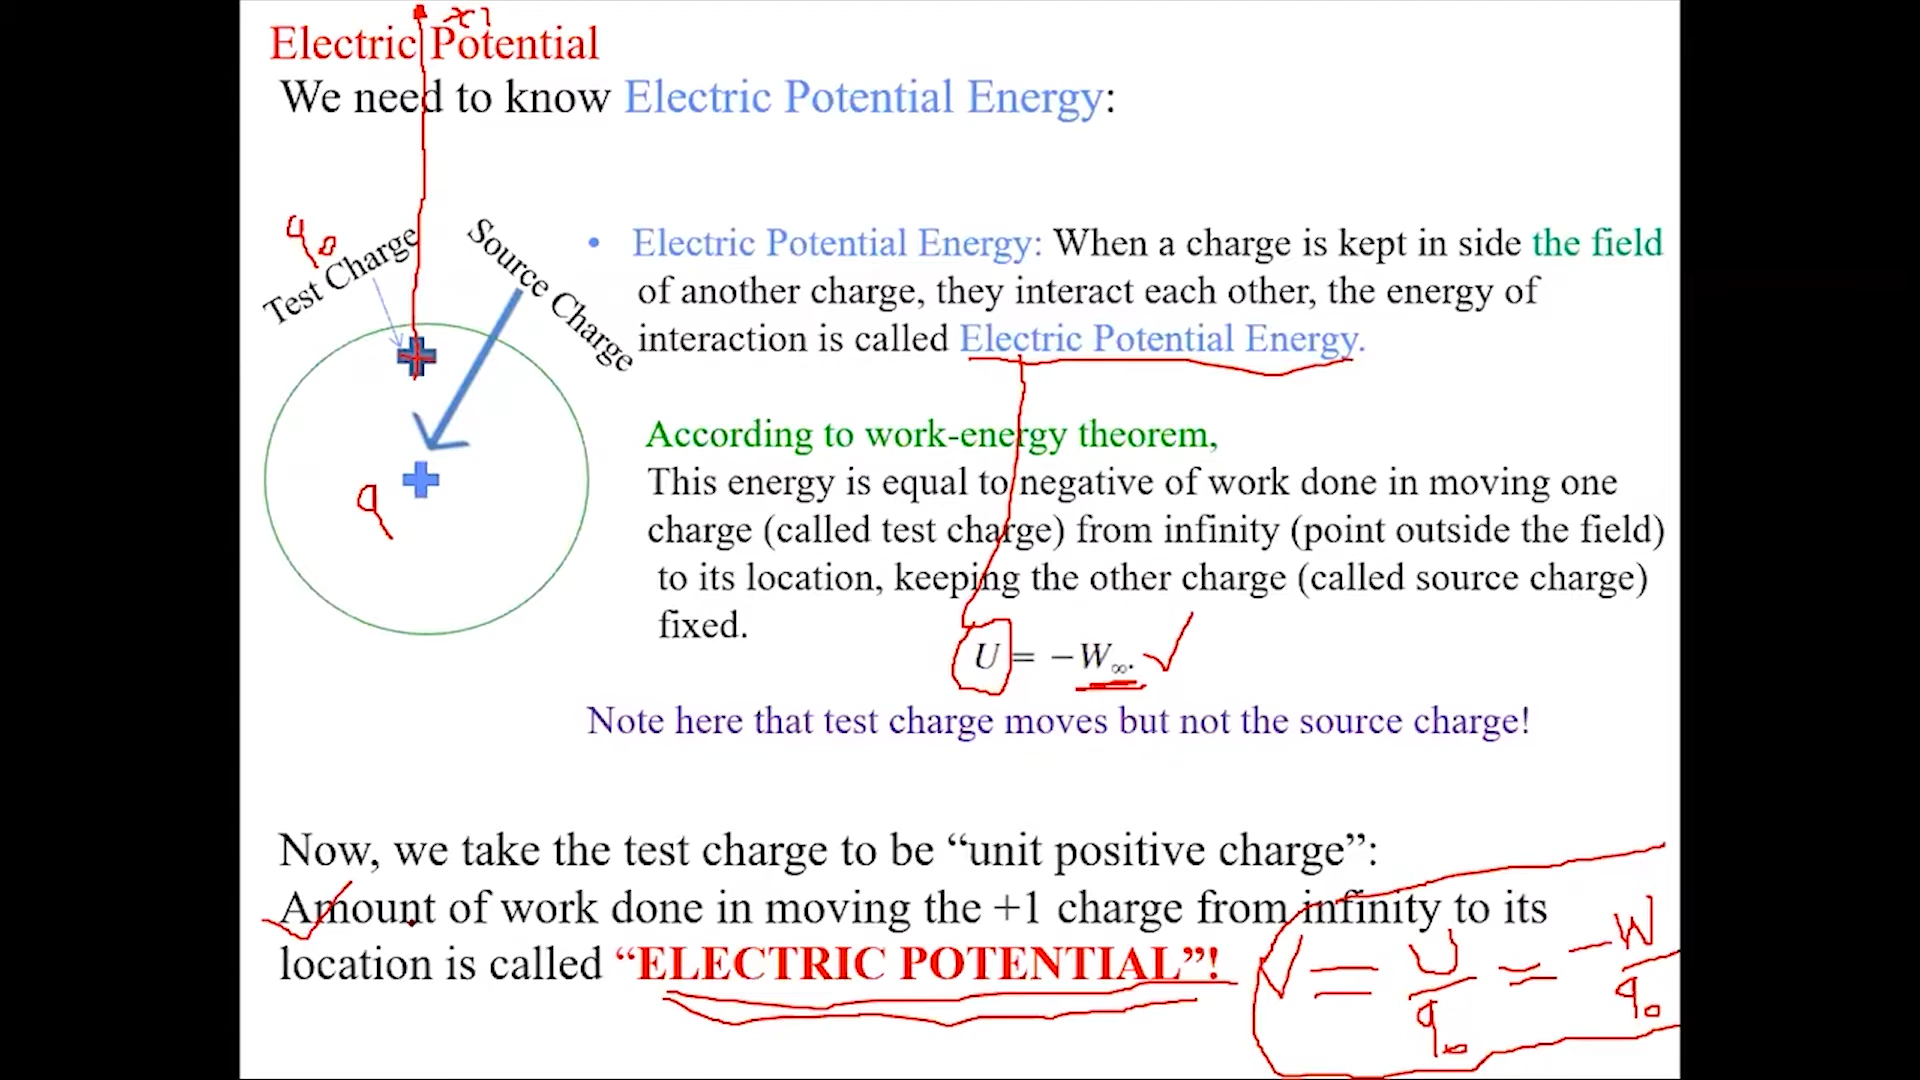 Electric Potential
We need to know Electric Potential Energy:
q₀
Test Charge
Source Charge
q
• Electric Potential Energy: When a charge is kept in side the field
of another charge, they interact each other, the energy of
interaction is called Electric Potential Energy.
According to work-energy theorem,
This energy is equal to negative of work done in moving one
charge (called test charge) from infinity (point outside the field)
to its location, keeping the other charge (called source charge)
fixed.
U = −W∞.
Note here that test charge moves but not the source charge!
Now, we take the test charge to be “unit positive charge”:
Amount of work done in moving the +1 charge from infinity to its
location is called “ELECTRIC POTENTIAL”!
V = U/q₀ = −W/q₀